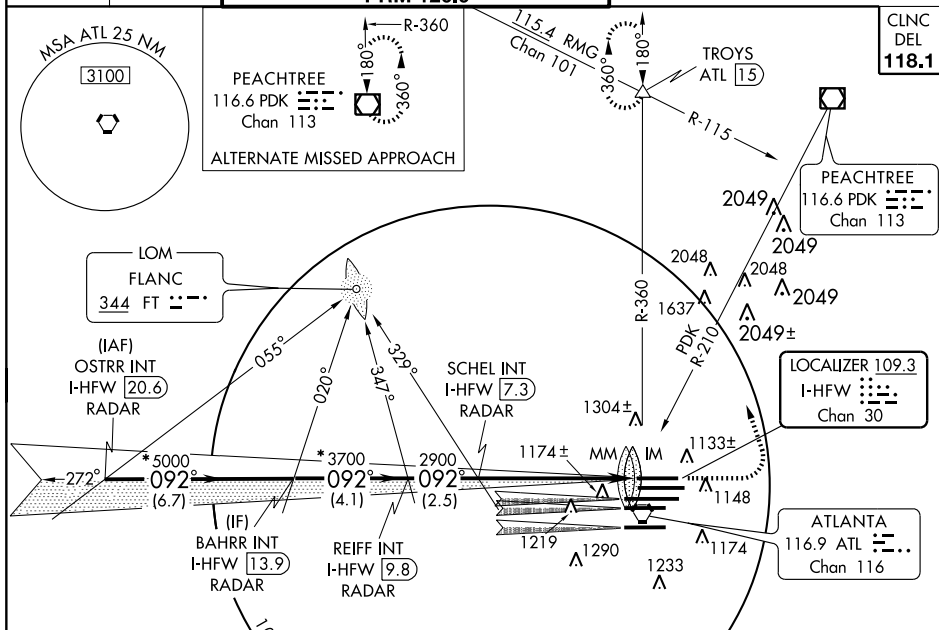 PRM 128.0
CLNC
DEL
118.1
MSA ATL 25 NM
3100
R-360
180°
360°
PEACHTREE
116.6 PDK
Chan 113
ALTERNATE MISSED APPROACH
115.4 RMG
Chan 101
360°
180°
TROYS
ATL 15
R-115
PEACHTREE
116.6 PDK
Chan 113
2049
2049
2048
2048
2049
1637
2049±
LOM
FLANC
344 FT
R-360
PDK
R-210
(IAF)
OSTRR INT
I-HFW 20.6
RADAR
055°
020°
347°
329°
SCHEL INT
I-HFW 7.3
RADAR
LOCALIZER 109.3
I-HFW
Chan 30
1304±
1174±
MM
IM
1133±
272°
*5000
092°
(6.7)
*3700
092°
(4.1)
2900
092°
(2.5)
1148
(IF)
BAHRR INT
I-HFW 13.9
RADAR
REIFF INT
I-HFW 9.8
RADAR
1219
1290
1233
1174
ATLANTA
116.9 ATL
Chan 116
10